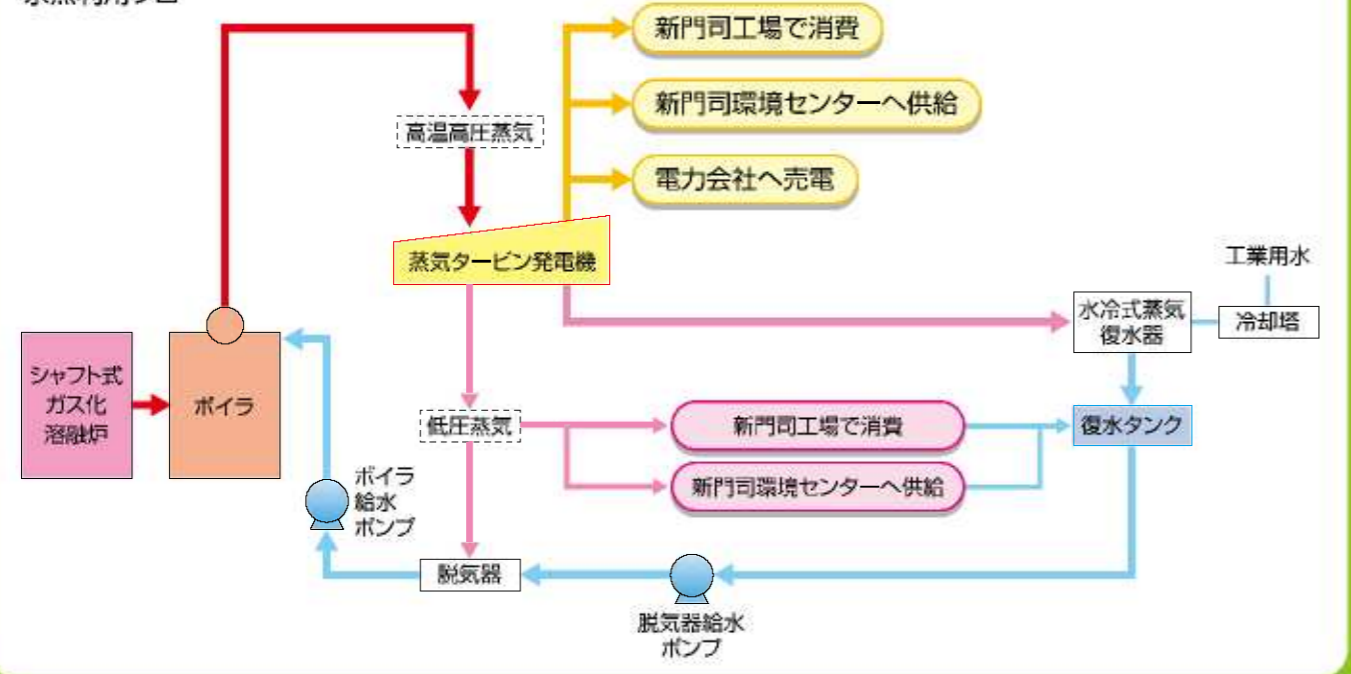 新門司工場で消費
新門司環境センターへ供給
高温高圧蒸気
電力会社へ売電
蒸気タービン発電機
工業用水
水冷式蒸気
復水器
冷却塔
シャフト式
ガス化
溶融炉
ボイラ
低圧蒸気
新門司工場で消費
復水タンク
新門司環境センターへ供給
ボイラ
給水
ポンプ
脱気器
脱気器給水
ポンプ